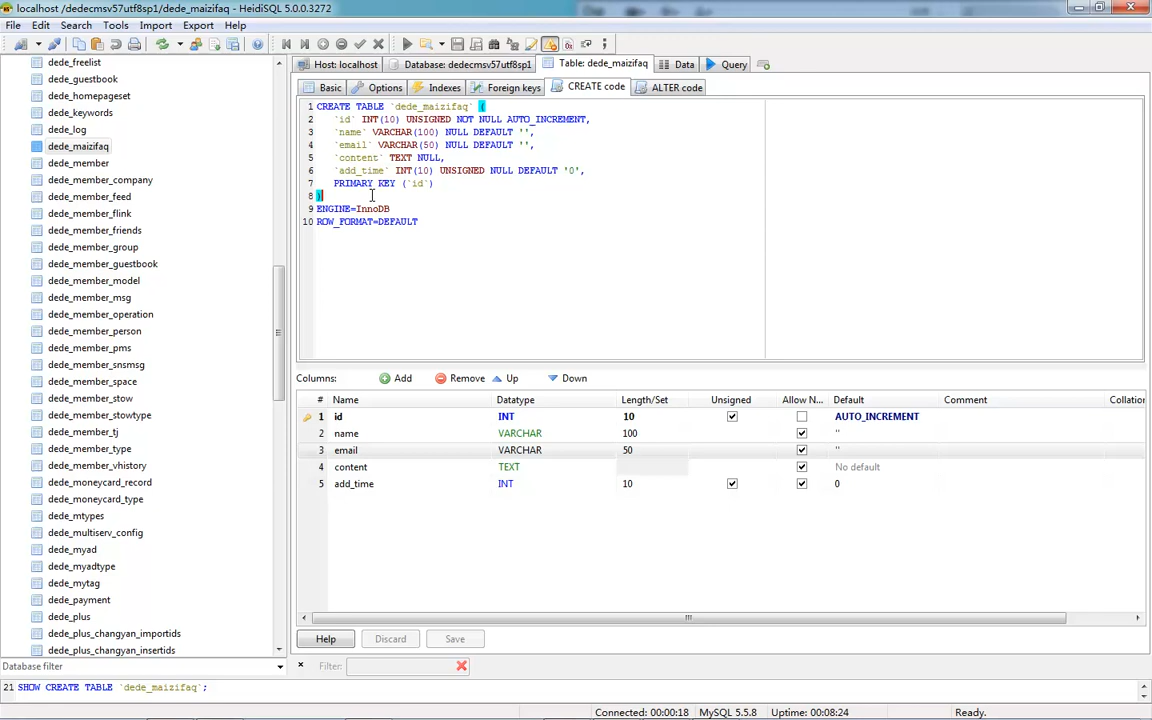 localhost /dedecmsv57utf8sp1/dede_maizifaq - HeidiSQL 5.0.0.3272
File Edit Search Tools Import Export Help
dede_freelist
dede_guestbook
dede_homepageset
dede_keywords
dede_log
dede_maizifaq
dede_member
dede_member_company
dede_member_feed
dede_member_flink
dede_member_friends
dede_member_group
dede_member_guestbook
dede_member_model
dede_member_msg
dede_member_operation
dede_member_person
dede_member_pms
dede_member_snsmsg
dede_member_space
dede_member_stow
dede_member_stowtype
dede_member_tj
dede_member_type
dede_member_vhistory
dede_moneycard_record
dede_moneycard_type
dede_mtypes
dede_multiserv_config
dede_myad
dede_myadtype
dede_mytag
dede_payment
dede_plus
dede_plus_changyan_importids
dede_plus_changyan_insertids
Host: localhost Database: dedecmsv57utf8sp1 Table: dede_maizifaq Data Query
Basic Options Indexes Foreign keys CREATE code ALTER code
1 CREATE TABLE `dede_maizifaq` (
2 `id` INT(10) UNSIGNED NOT NULL AUTO_INCREMENT,
3 `name` VARCHAR(100) NULL DEFAULT '',
4 `email` VARCHAR(50) NULL DEFAULT '',
5 `content` TEXT NULL,
6 `add_time` INT(10) UNSIGNED NULL DEFAULT '0',
7 PRIMARY KEY (`id`)
8 )
9 ENGINE=InnoDB
10 ROW_FORMAT=DEFAULT
Columns: Add Remove Up Down
# Name Datatype Length/Set Unsigned Allow N... Default Comment Collation
1 id INT 10 AUTO_INCREMENT
2 name VARCHAR 100 ''
3 email VARCHAR 50 ''
4 content TEXT No default
5 add_time INT 10 0
Help Discard Save
Database filter
Filter:
21 SHOW CREATE TABLE `dede_maizifaq`;
Connected: 00:00:18 MySQL 5.5.8 Uptime: 00:08:24 Ready.